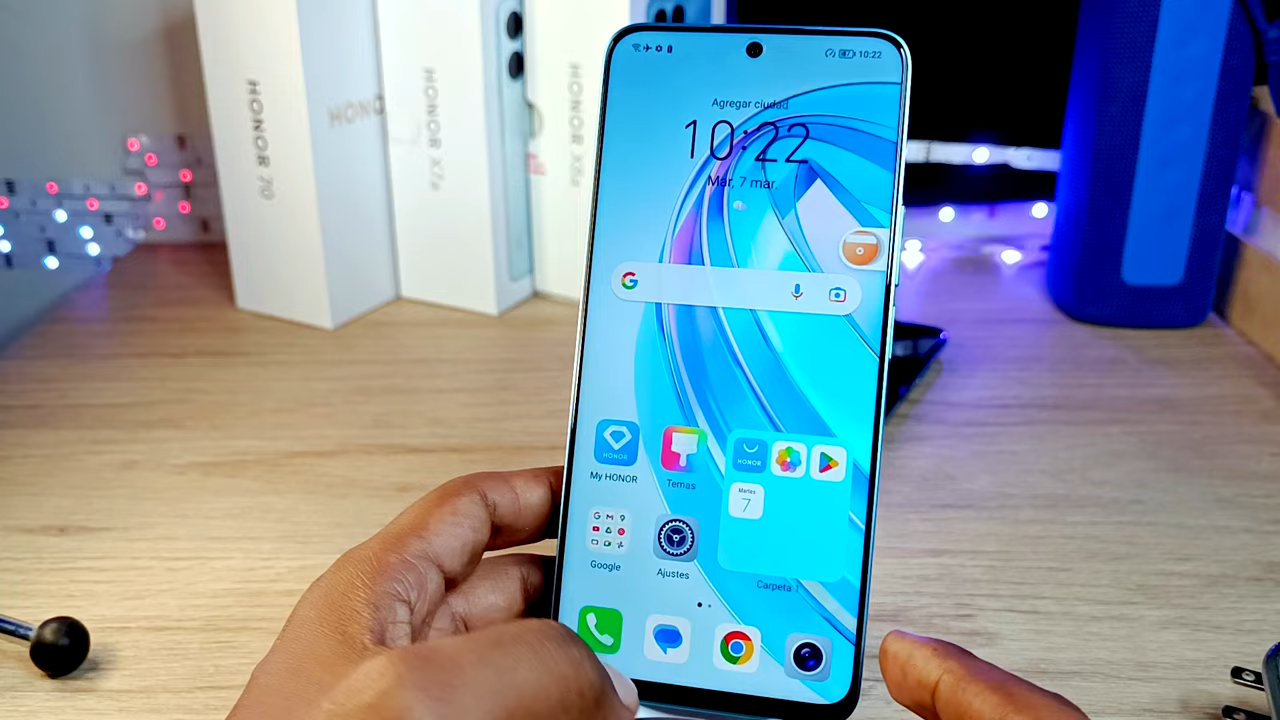 HONOR 70
HONOR
HONOR X7a
10:22
Agregar ciudad
10:22
Mar, 7 mar.
G
My HONOR
HONOR
Temas
HONOR
Martes
7
Google
Ajustes
Carpeta 1